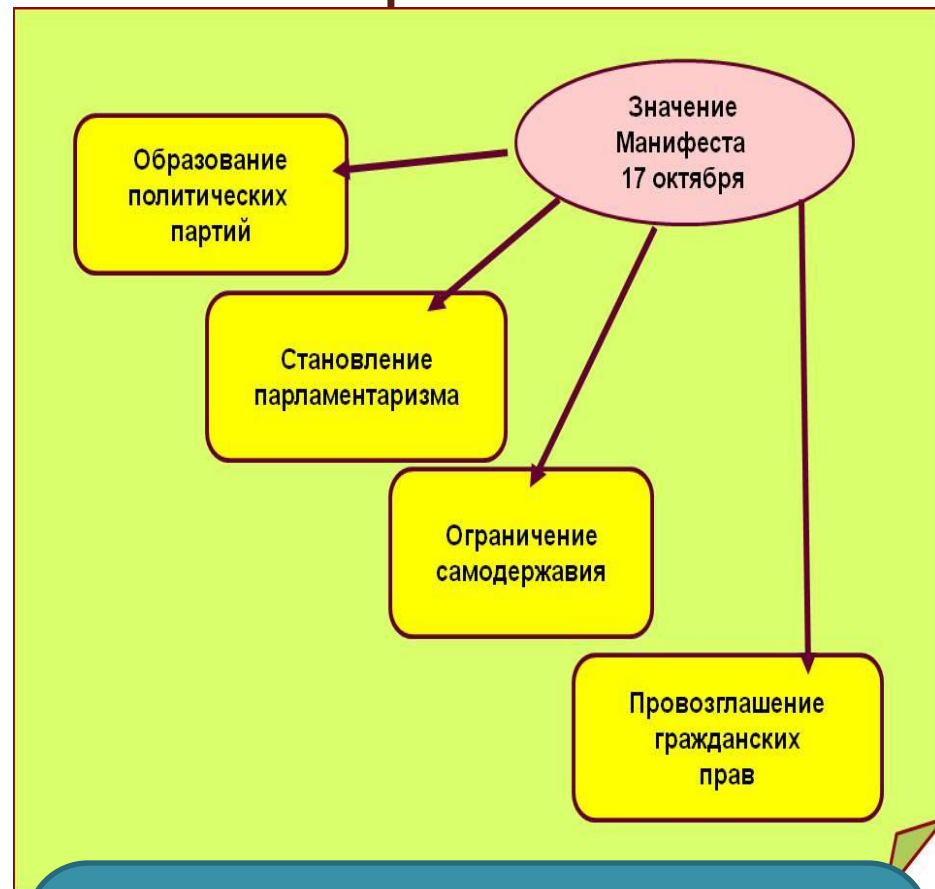 Значение
Манифеста
17 октября
Образование
политических
партий
Становление
парламентаризма
Ограничение
самодержавия
Провозглашение
гражданских
прав